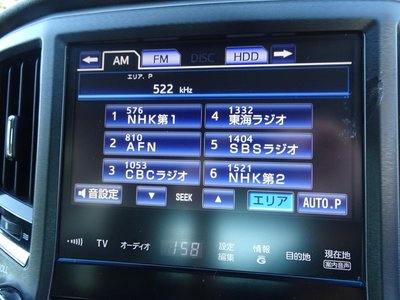 AM FM DISC HDD
エリア. P
522 kHz
1 576 NHK第1
4 1332 東海ラジオ
2 810 AFN
5 1404 SBSラジオ
3 1053 CBCラジオ
6 1521 NHK第2
音設定 ▼ SEEK ▲ エリア AUTO.P
TV オーディオ 158 設定 編集 情報 G 目的地 現在地 案内音声